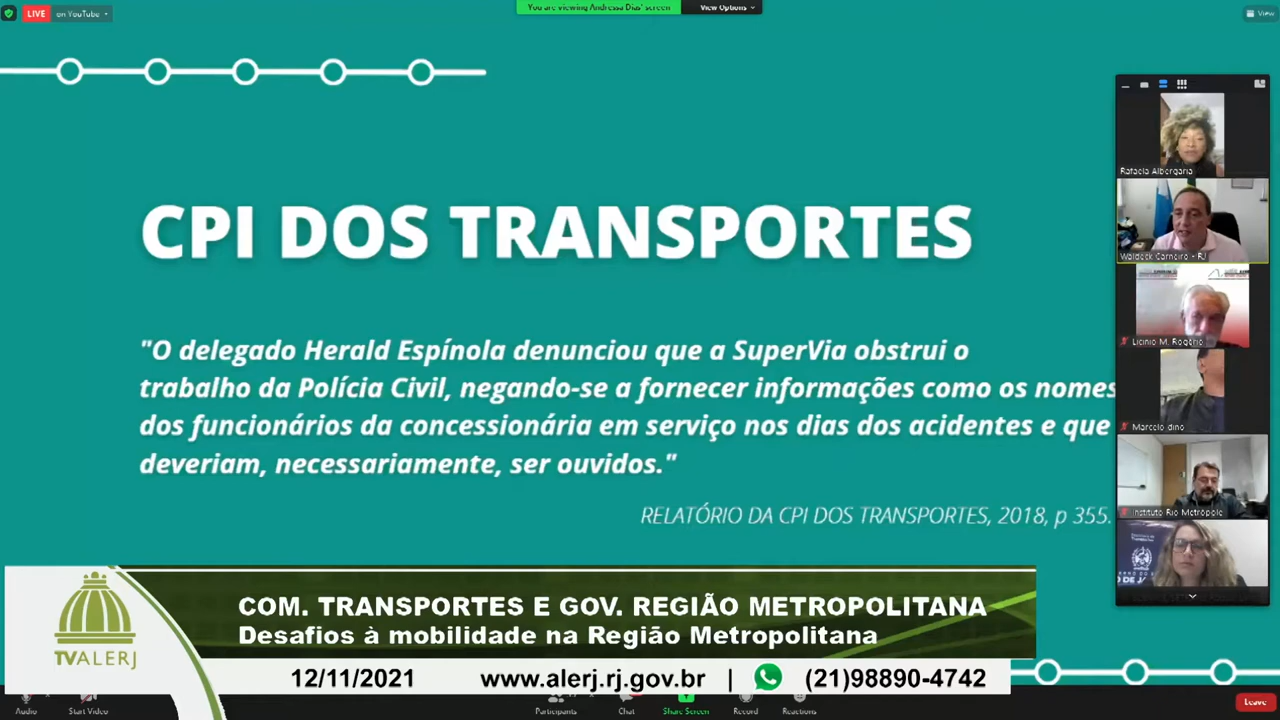 LIVE on YouTube
You are viewing Andressa Dias' screen
View Options
View
CPI DOS TRANSPORTES
"O delegado Herald Espínola denunciou que a SuperVia obstrui o
trabalho da Polícia Civil, negando-se a fornecer informações como os nomes
dos funcionários da concessionária em serviço nos dias dos acidentes e que
deveriam, necessariamente, ser ouvidos."
RELATÓRIO DA CPI DOS TRANSPORTES, 2018, p 355.
Rafaela Albergaria
Waldeck Carneiro - RJ
Licinio M. Rogério
Marcelo dino
Instituto Rio Metrópole
COM. TRANSPORTES E GOV. REGIÃO METROPOLITANA
Desafios à mobilidade na Região Metropolitana
TVALERJ
12/11/2021
www.alerj.rj.gov.br | (21)98890-4742
Audio
Start Video
Participants
Chat
Share Screen
Record
Reactions
Leave